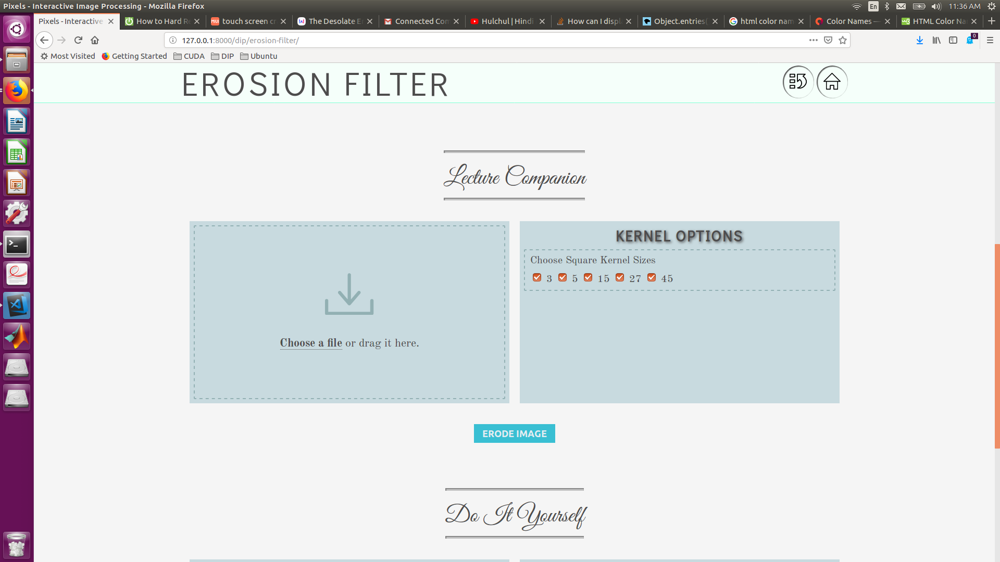 Pixels - Interactive Image Processing - Mozilla Firefox
En
11:36 AM
Pixels - Interactive
How to Hard Re
MIUI
touch screen cr
The Desolate E
Connected Con
Hulchul | Hindi
How can I displ
Object.entries(
html color nam
Color Names —
HTML Color Na
127.0.0.1:8000/dip/erosion-filter/
0
Most Visited
Getting Started
CUDA
DIP
Ubuntu
EROSION FILTER
Lecture Companion
KERNEL OPTIONS
Choose Square Kernel Sizes
3 5 15 27 45
Choose a file or drag it here.
ERODE IMAGE
Do It Yourself